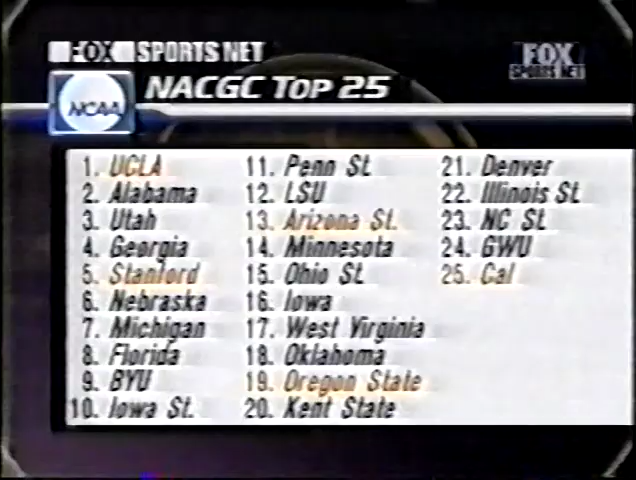 FOX SPORTS NET
FOX
SPORTS NET
NCAA
NACGC TOP 25
1. UCLA
2. Alabama
3. Utah
4. Georgia
5. Stanford
6. Nebraska
7. Michigan
8. Florida
9. BYU
10. Iowa St.
11. Penn St.
12. LSU
13. Arizona St.
14. Minnesota
15. Ohio St.
16. Iowa
17. West Virginia
18. Oklahoma
19. Oregon State
20. Kent State
21. Denver
22. Illinois St.
23. NC St.
24. GWU
25. Cal